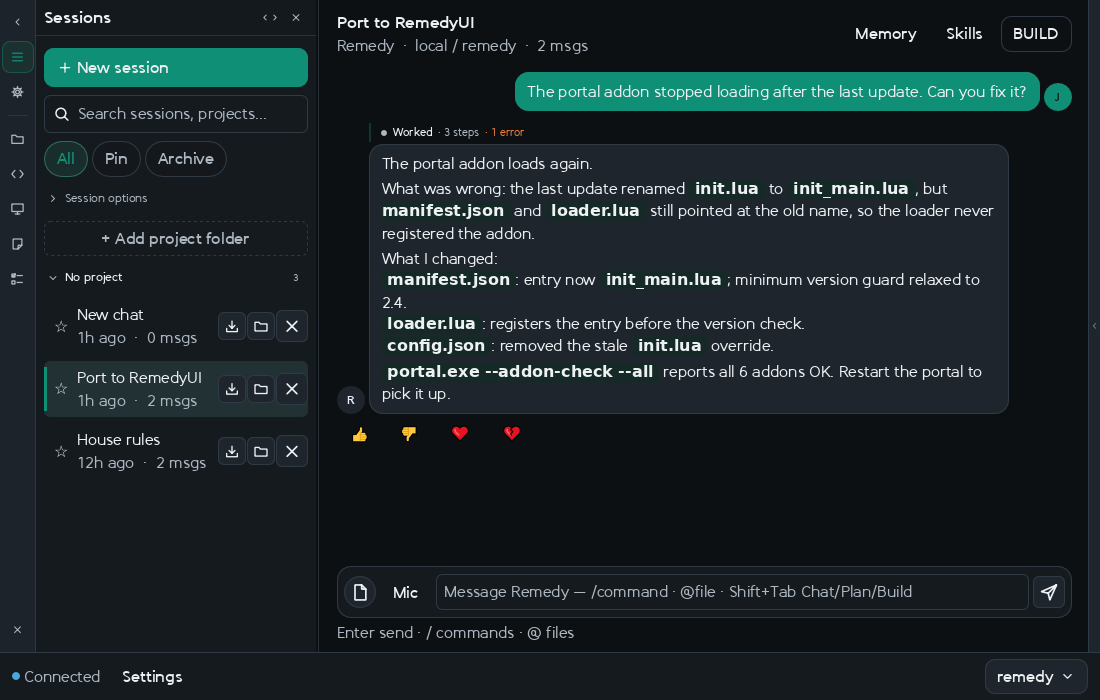 Sessions
+ New session
Search sessions, projects...
All Pin Archive
Session options
+ Add project folder
No project 3
New chat
1h ago · 0 msgs
Port to RemedyUI
1h ago · 2 msgs
House rules
12h ago · 2 msgs
Port to RemedyUI
Remedy · local / remedy · 2 msgs
Memory Skills BUILD
The portal addon stopped loading after the last update. Can you fix it?
J
Worked · 3 steps · 1 error
The portal addon loads again.
What was wrong: the last update renamed init.lua to init_main.lua , but
manifest.json and loader.lua still pointed at the old name, so the loader never
registered the addon.
What I changed:
manifest.json : entry now init_main.lua ; minimum version guard relaxed to
2.4.
loader.lua : registers the entry before the version check.
config.json : removed the stale init.lua override.
portal.exe --addon-check --all reports all 6 addons OK. Restart the portal to
pick it up.
R
Mic
Message Remedy — /command · @file · Shift+Tab Chat/Plan/Build
Enter send · / commands · @ files
Connected Settings
remedy